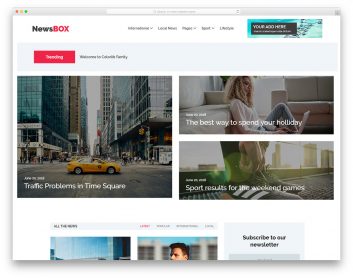 NewsBOX
International
Local News
Pages
Sport
Lifestyle
YOUR ADD HERE
Trending
Welcome to Colorlib Family
June 20, 2018
Traffic Problems in Time Square
June 20, 2018
The best way to spend your holliday
June 20, 2018
Sport results for the weekend games
ALL THE NEWS
LATEST
POPULAR
INTERNATIONAL
LOCAL
Subscribe to our
newsletter